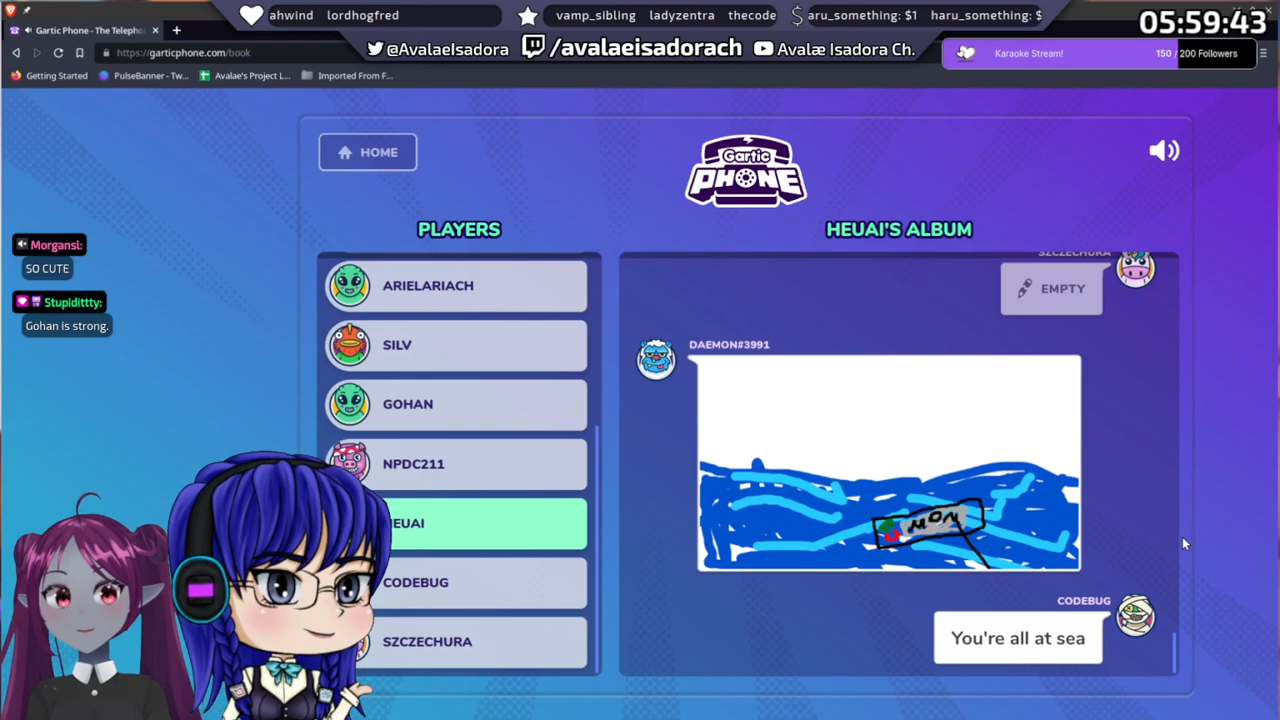 Gartic Phone - The Telepho
ahwind lordhogfred
vamp_sibling ladyzentra thecode
aru_something: $1 haru_something: $
05:59:43
https://garticphone.com/book
@AvalaeIsadora
/avalaeisadorach
Avalæ Isadora Ch.
Karaoke Stream!
150 / 200 Followers
Getting Started
PulseBanner - Tw...
Avalae's Project L...
Imported From F...
HOME
Gartic
PHONE
PLAYERS
HEUAI'S ALBUM
Morgansl:
SO CUTE
Stupidittty:
Gohan is strong.
ARIELARIACH
SILV
GOHAN
NPDC211
HEUAI
CODEBUG
SZCZECHURA
SZCZECHURA
EMPTY
DAEMON#3991
MON
CODEBUG
You're all at sea